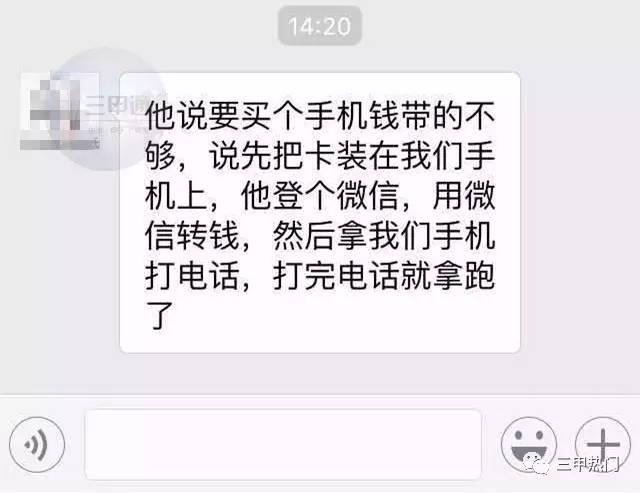 14:20
三甲通
他说要买个手机钱带的不
够，说先把卡装在我们手
机上，他登个微信，用微
信转钱，然后拿我们手机
打电话，打完电话就拿跑
了
三甲热门